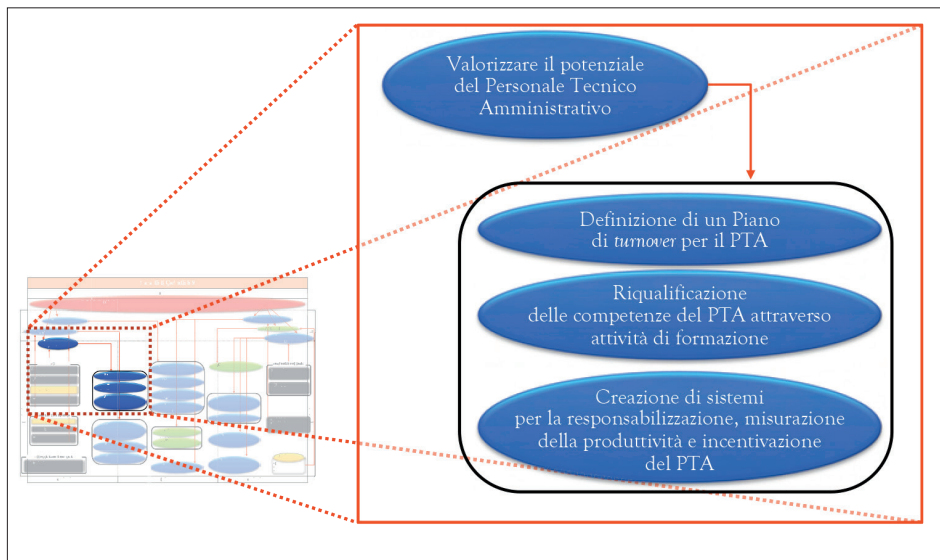 Valorizzare il potenziale
del Personale Tecnico
Amministrativo
Definizione di un Piano
di turnover per il PTA
Riqualificazione
delle competenze del PTA attraverso
attività di formazione
Creazione di sistemi
per la responsabilizzazione, misurazione
della produttività e incentivazione
del PTA